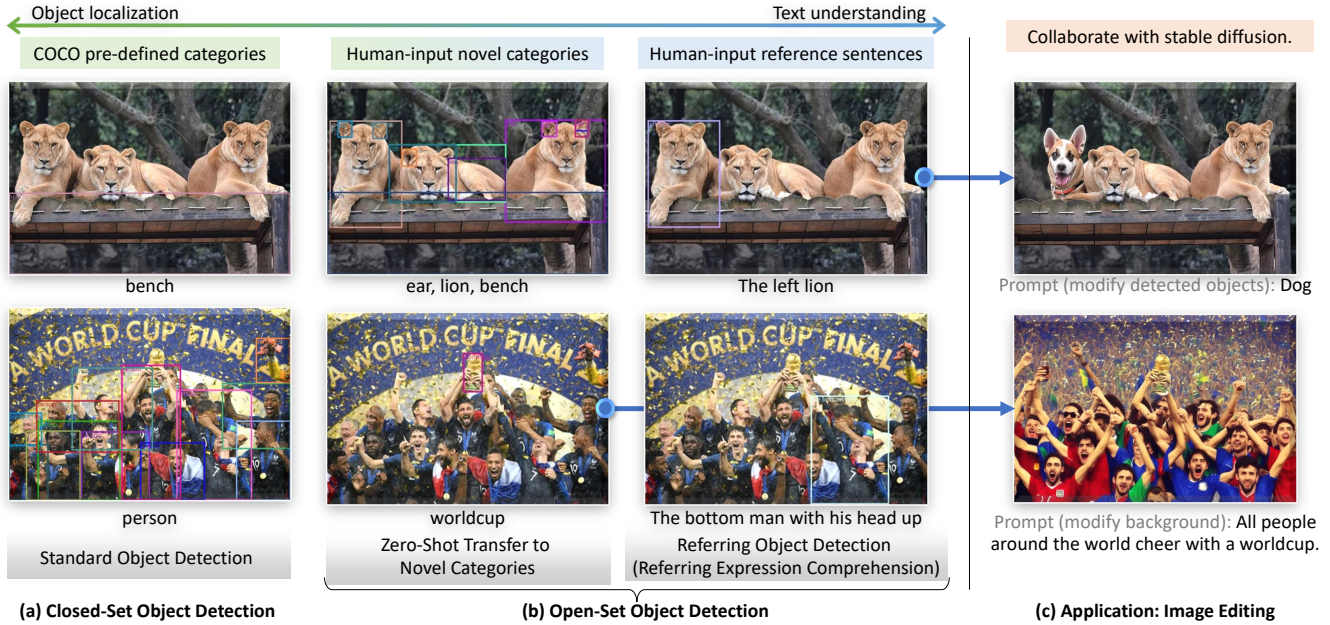 Object localization
Text understanding
COCO pre-defined categories
Human-input novel categories
Human-input reference sentences
Collaborate with stable diffusion.
bench
ear, lion, bench
The left lion
Prompt (modify detected objects): Dog
A WORLD CUP FINAL
A WORLD CUP FINAL
A WORLD CUP FINAL
person
worldcup
The bottom man with his head up
Prompt (modify background): All people
around the world cheer with a worldcup.
Standard Object Detection
Zero-Shot Transfer to
Novel Categories
Referring Object Detection
(Referring Expression Comprehension)
(a) Closed-Set Object Detection
(b) Open-Set Object Detection
(c) Application: Image Editing